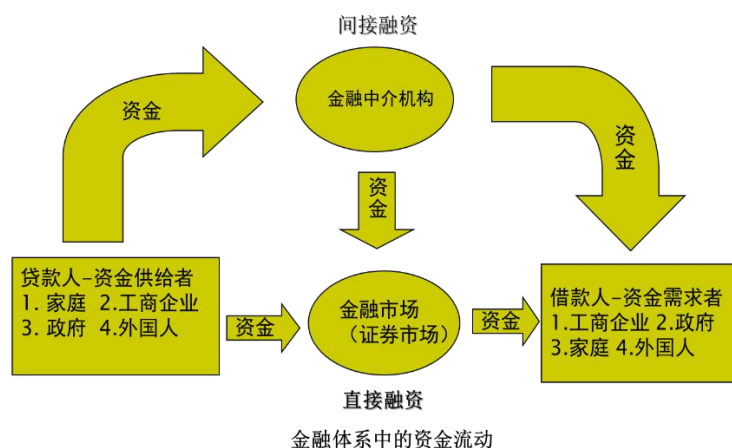 间接融资
金融中介机构
资金
资金
资金
贷款人-资金供给者
1. 家庭 2.工商企业
3. 政府 4.外国人
资金
金融市场
（证券市场）
资金
借款人-资金需求者
1.工商企业 2.政府
3.家庭 4.外国人
直接融资
金融体系中的资金流动